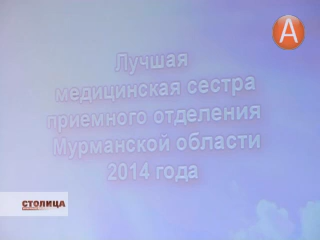 А
Лучшая
медицинская сестра
приемного отделения
Мурманской области
2014 года
СТОЛИЦА